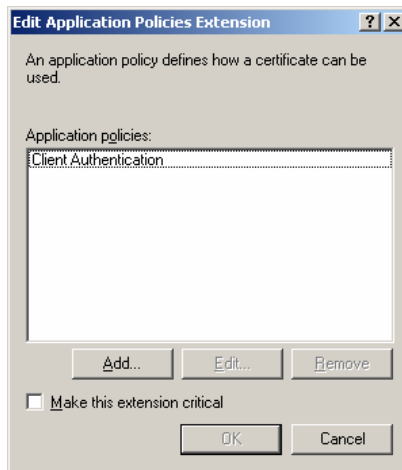 Edit Application Policies Extension
An application policy defines how a certificate can be
used.
Application policies:
Client Authentication
Add...
Edit...
Remove
Make this extension critical
OK
Cancel